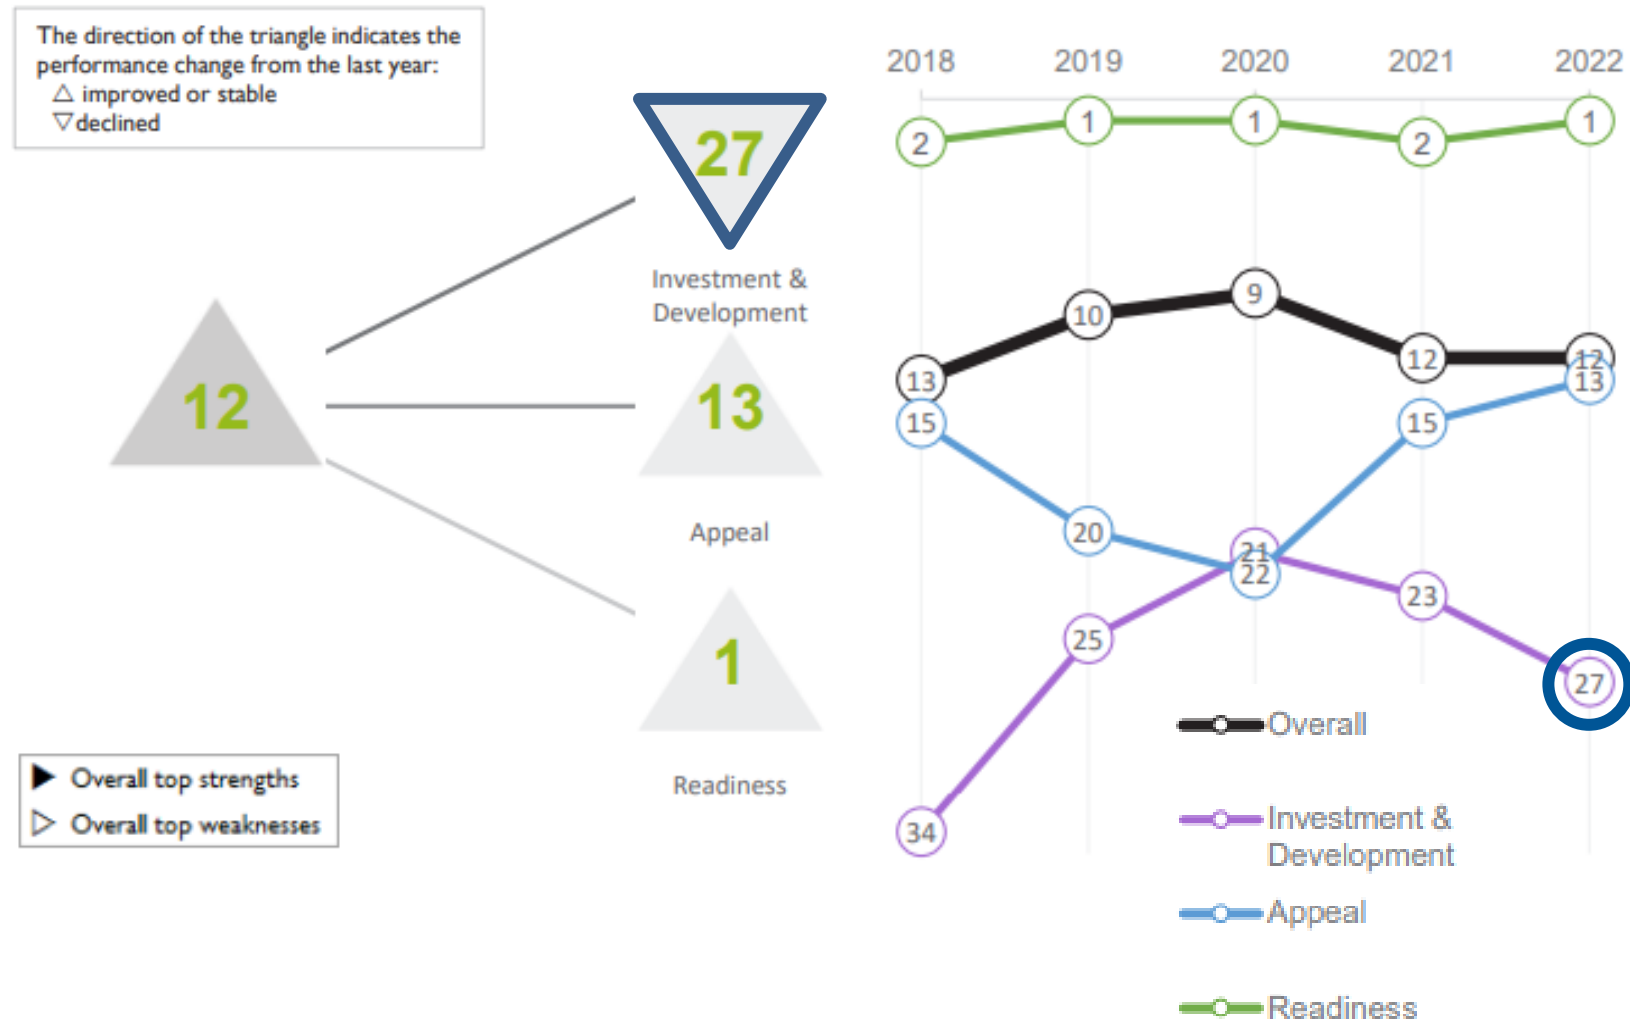 The direction of the triangle indicates the
performance change from the last year:
△ improved or stable
▽ declined
27
Investment &
Development
12
13
Appeal
1
Readiness
▶ Overall top strengths
▷ Overall top weaknesses
2018 2019 2020 2021 2022
2 1 1 2 1
13 10 9 12 12
15 20 22 15 13
34 25 21 23 27
Overall
Investment &
Development
Appeal
Readiness